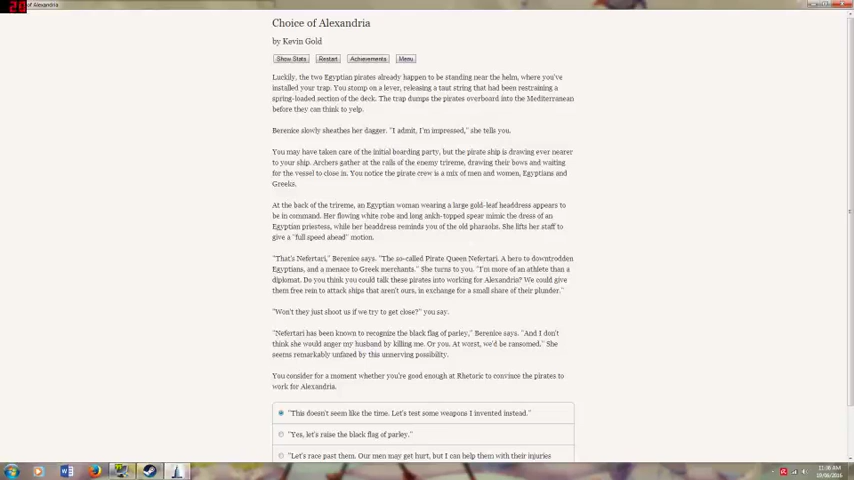 20
of Alexandria
Choice of Alexandria
by Kevin Gold
Show Stats Restart Achievements Menu
Luckily, the two Egyptian pirates already happen to be standing near the helm, where you've
installed your trap. You stomp on a lever, releasing a taut string that had been restraining a
spring-loaded section of the deck. The trap dumps the pirates overboard into the Mediterranean
before they can think to yelp.
Berenice slowly sheathes her dagger. "I admit, I'm impressed," she tells you.
You may have taken care of the initial boarding party, but the pirate ship is drawing ever nearer
to your ship. Archers gather at the rails of the enemy trireme, drawing their bows and waiting
for the vessel to close in. You notice the pirate crew is a mix of men and women, Egyptians and
Greeks.
At the back of the trireme, an Egyptian woman wearing a large gold-leaf headdress appears to
be in command. Her flowing white robe and long ankh-topped spear mimic the dress of an
Egyptian priestess, while her headdress reminds you of the old pharaohs. She lifts her staff to
give a "full speed ahead" motion.
"That's Nefertari," Berenice says. "The so-called Pirate Queen Nefertari. A hero to downtrodden
Egyptians, and a menace to Greek merchants." She turns to you. "I'm more of an athlete than a
diplomat. Do you think you could talk these pirates into working for Alexandria? We could give
them free rein to attack ships that aren't ours, in exchange for a small share of their plunder."
"Won't they just shoot us if we try to get close?" you say.
"Nefertari has been known to recognize the black flag of parley," Berenice says. "And I don't
think she would anger my husband by killing me. Or you. At worst, we'd be ransomed." She
seems remarkably unfazed by this unnerving possibility.
You consider for a moment whether you're good enough at Rhetoric to convince the pirates to
work for Alexandria.
"This doesn't seem like the time. Let's test some weapons I invented instead."
"Yes, let's raise the black flag of parley."
"Let's race past them. Our men may get hurt, but I can help them with their injuries
11:08 AM
19/06/2016